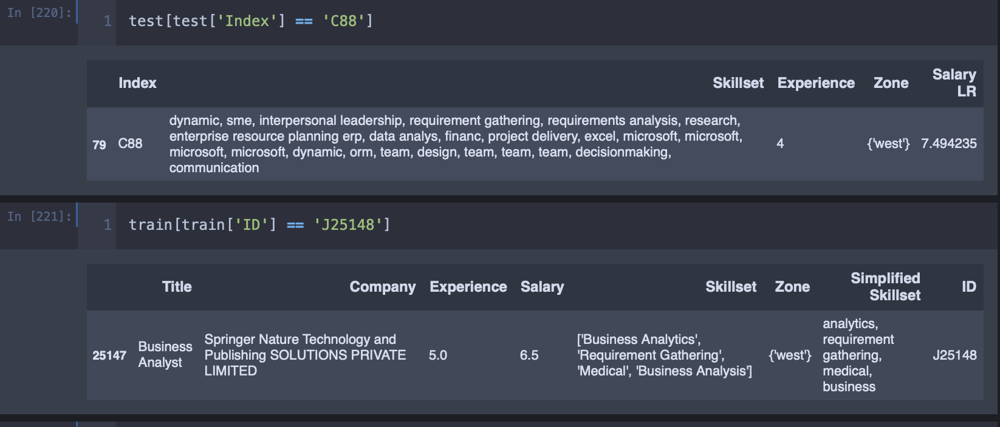 In [220]:
1 test[test['Index'] == 'C88']
Index Skillset Experience Zone Salary
LR
dynamic, sme, interpersonal leadership, requirement gathering, requirements analysis, research,
enterprise resource planning erp, data analys, financ, project delivery, excel, microsoft, microsoft,
79 C88 4 {'west'} 7.494235
microsoft, microsoft, dynamic, orm, team, design, team, team, team, decisionmaking,
communication
In [221]:
1 train[train['ID'] == 'J25148']
Title Company Experience Salary Skillset Zone Simplified
Skillset ID
analytics,
Springer Nature Technology and ['Business Analytics', requirement
25147 Business Publishing SOLUTIONS PRIVATE 5.0 6.5 'Requirement Gathering', {'west'} gathering, J25148
Analyst LIMITED 'Medical', 'Business Analysis'] medical,
business